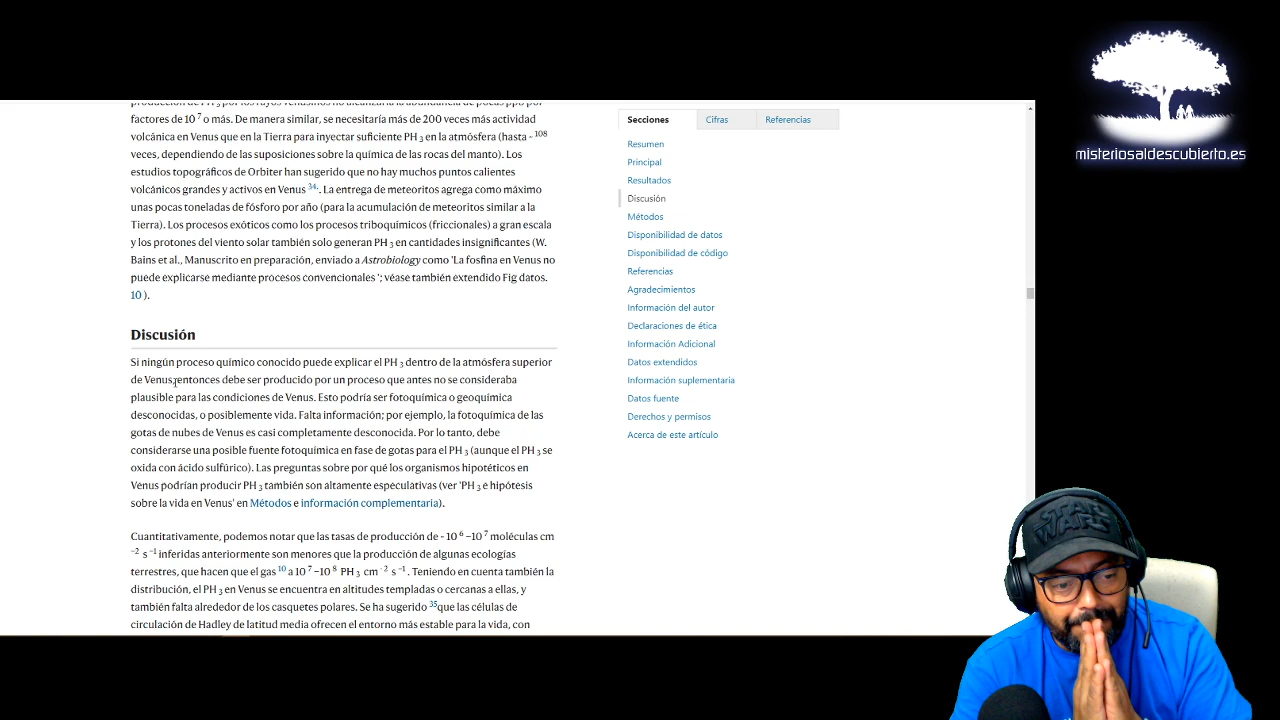 producción de PH 3 por los rayos venusinos no alcanzaría la abundancia de pocas ppb por
factores de 10 7 o más. De manera similar, se necesitaría más de 200 veces más actividad
volcánica en Venus que en la Tierra para inyectar suficiente PH 3 en la atmósfera (hasta ~ 108
veces, dependiendo de las suposiciones sobre la química de las rocas del manto). Los
estudios topográficos de Orbiter han sugerido que no hay muchos puntos calientes
volcánicos grandes y activos en Venus 34. La entrega de meteoritos agrega como máximo
unas pocas toneladas de fósforo por año (para la acumulación de meteoritos similar a la
Tierra). Los procesos exóticos como los procesos triboquímicos (friccionales) a gran escala
y los protones del viento solar también solo generan PH 3 en cantidades insignificantes (W.
Bains et al., Manuscrito en preparación, enviado a Astrobiology como 'La fosfina en Venus no
puede explicarse mediante procesos convencionales '; véase también extendido Fig datos.
10 ).
Discusión
Si ningún proceso químico conocido puede explicar el PH 3 dentro de la atmósfera superior
de Venus, entonces debe ser producido por un proceso que antes no se consideraba
plausible para las condiciones de Venus. Esto podría ser fotoquímica o geoquímica
desconocidas, o posiblemente vida. Falta información; por ejemplo, la fotoquímica de las
gotas de nubes de Venus es casi completamente desconocida. Por lo tanto, debe
considerarse una posible fuente fotoquímica en fase de gotas para el PH 3 (aunque el PH 3 se
oxida con ácido sulfúrico). Las preguntas sobre por qué los organismos hipotéticos en
Venus podrían producir PH 3 también son altamente especulativas (ver 'PH 3 e hipótesis
sobre la vida en Venus' en Métodos e información complementaria).
Cuantitativamente, podemos notar que las tasas de producción de ~ 10 6 –10 7 moléculas cm
−2 s −1 inferidas anteriormente son menores que la producción de algunas ecologías
terrestres, que hacen que el gas 10 a 10 7 –10 8 PH 3 cm -2 s −1 . Teniendo en cuenta también la
distribución, el PH 3 en Venus se encuentra en altitudes templadas o cercanas a ellas, y
también falta alrededor de los casquetes polares. Se ha sugerido 35 que las células de
circulación de Hadley de latitud media ofrecen el entorno más estable para la vida, con
Secciones
Cifras
Referencias
Resumen
Principal
Resultados
Discusión
Métodos
Disponibilidad de datos
Disponibilidad de código
Referencias
Agradecimientos
Información del autor
Declaraciones de ética
Información Adicional
Datos extendidos
Información suplementaria
Datos fuente
Derechos y permisos
Acerca de este artículo
misteriosaldescubierto.es
STAR
WARS